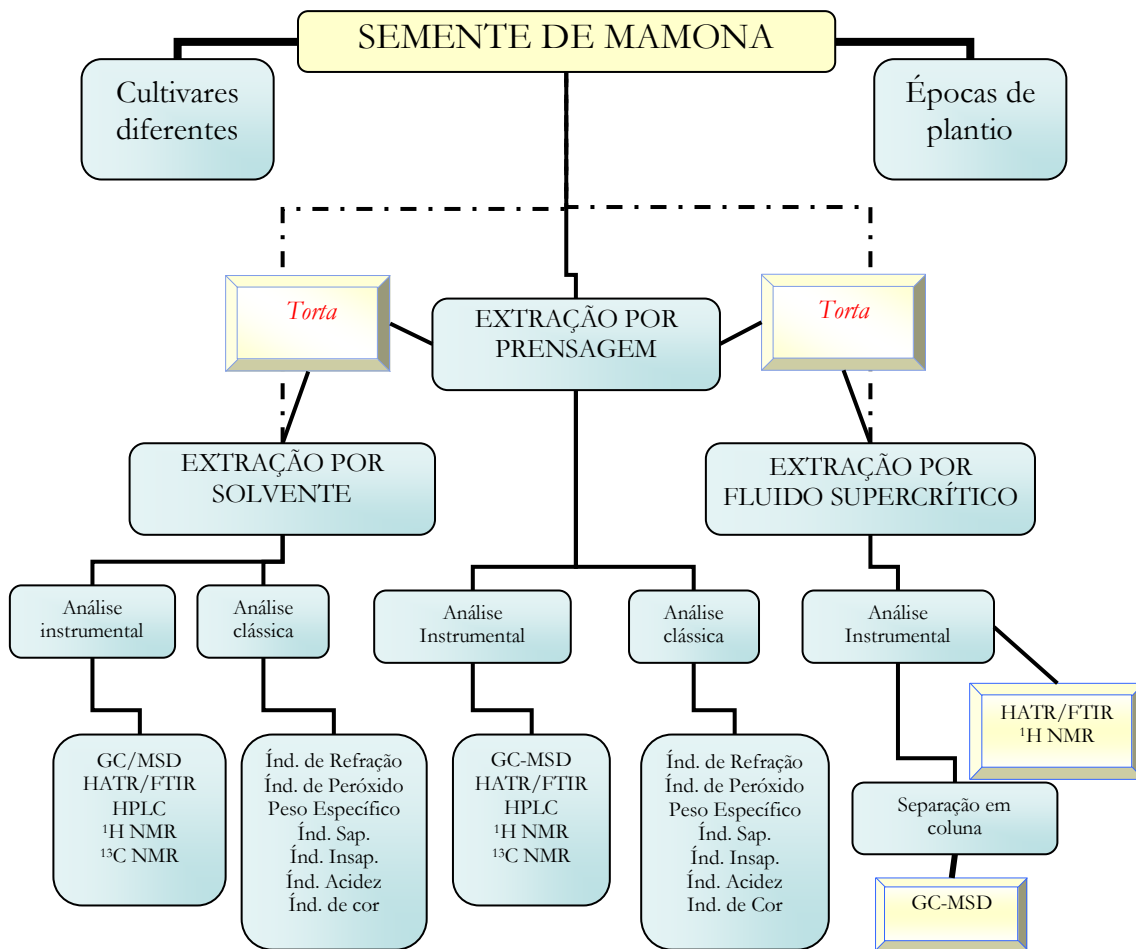 SEMENTE DE MAMONA
Cultivares
diferentes
Épocas de
plantio
Torta
EXTRAÇÃO POR
PRENSAGEM
Torta
EXTRAÇÃO POR
SOLVENTE
EXTRAÇÃO POR
FLUIDO SUPERCRÍTICO
Análise
instrumental
Análise
clássica
Análise
Instrumental
Análise
clássica
Análise
Instrumental
GC/MSD
HATR/FTIR
HPLC
¹H NMR
¹³C NMR
Índ. de Refração
Índ. de Peróxido
Peso Específico
Índ. Sap.
Índ. Insap.
Índ. Acidez
Índ. de cor
GC-MSD
HATR/FTIR
HPLC
¹H NMR
¹³C NMR
Índ. de Refração
Índ. de Peróxido
Peso Específico
Índ. Sap.
Índ. Insap.
Índ. Acidez
Ind. de Cor
HATR/FTIR
¹H NMR
Separação em
coluna
GC-MSD